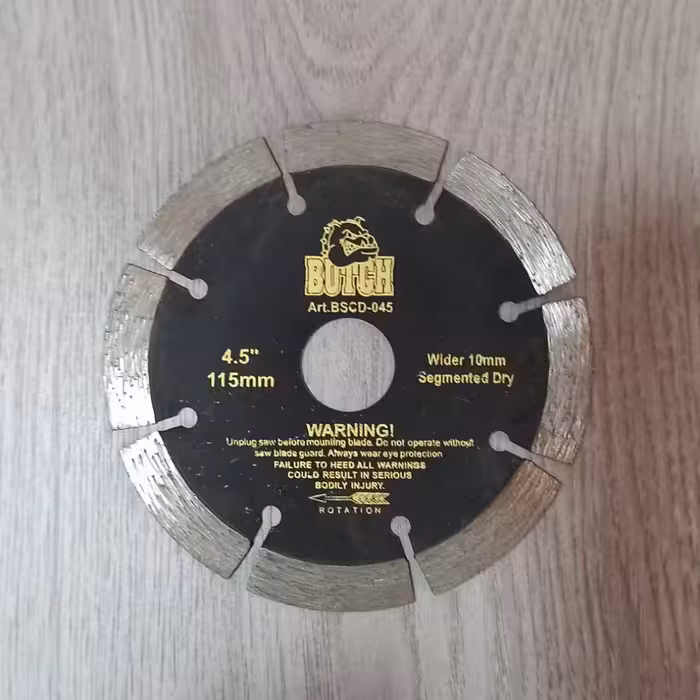 BUTCH
Art.BSCD-045
4.5"
115mm
Wider 10mm
Segmented Dry
WARNING!
Unplug saw before mounting blade. Do not operate without
saw blade guard. Always wear eye protection
FAILURE TO HEED ALL WARNINGS
COULD RESULT IN SERIOUS
BODILY INJURY.
ROTATION